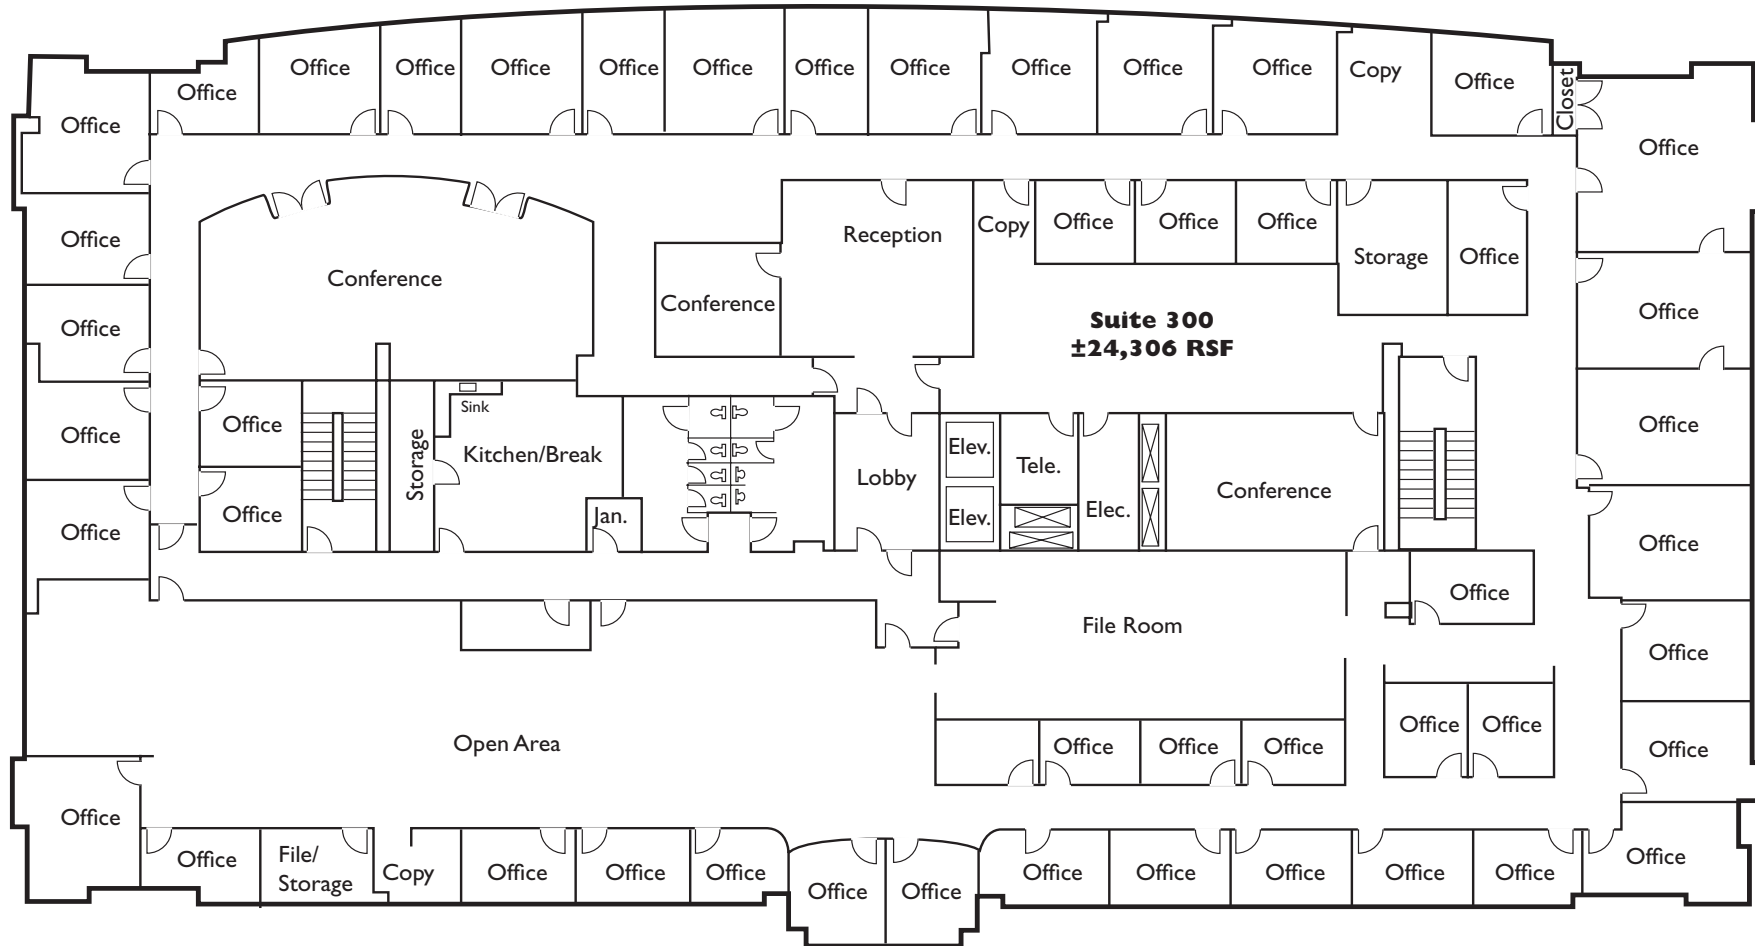 Office
Office
Office
Office
Office
Office
Office
Office
Office
Office
Office
Copy
Office
Closet
Office
Office
Office
Conference
Conference
Reception
Copy
Office
Office
Office
Storage
Office
Office
Office
Suite 300
±24,306 RSF
Office
Office
Sink
Office
Storage
Kitchen/Break
Lobby
Elev.
Tele.
Conference
Office
Office
Office
Jan.
Elev.
Elec.
Office
Office
File Room
Office
Office
Open Area
Office
Office
Office
Office
Office
Office
Office
Office
File/
Storage
Copy
Office
Office
Office
Office
Office
Office
Office
Office
Office
Office
Office